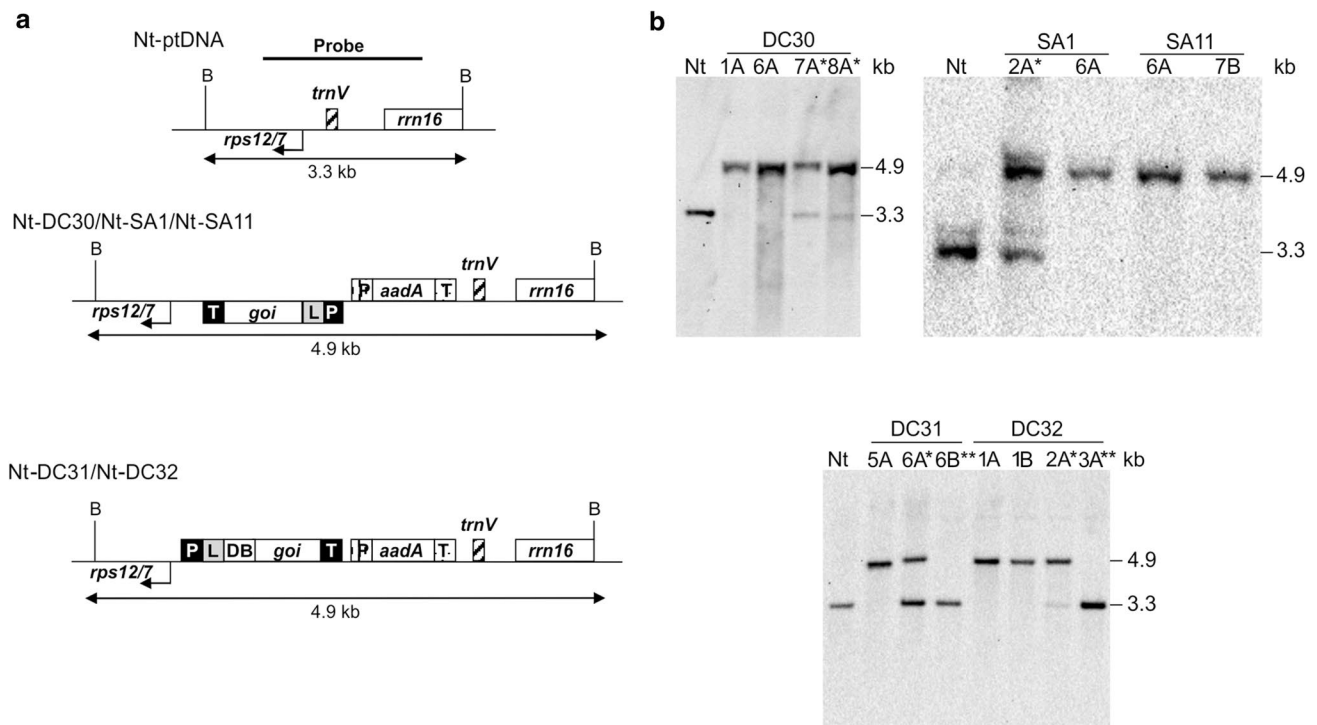 a
Nt-ptDNA
Probe
B
B
trnV
rrn16
rps12/7
3.3 kb
Nt-DC30/Nt-SA1/Nt-SA11
B
B
trnV
P aadA T
rrn16
rps12/7
T goi L P
4.9 kb
Nt-DC31/Nt-DC32
B
B
trnV
P L DB goi T P aadA T
rrn16
rps12/7
4.9 kb
b
DC30
Nt 1A 6A 7A* 8A* kb
4.9
3.3
SA1 SA11
Nt 2A* 6A 6A 7B kb
4.9
3.3
DC31 DC32
Nt 5A 6A* 6B** 1A 1B 2A* 3A** kb
4.9
3.3